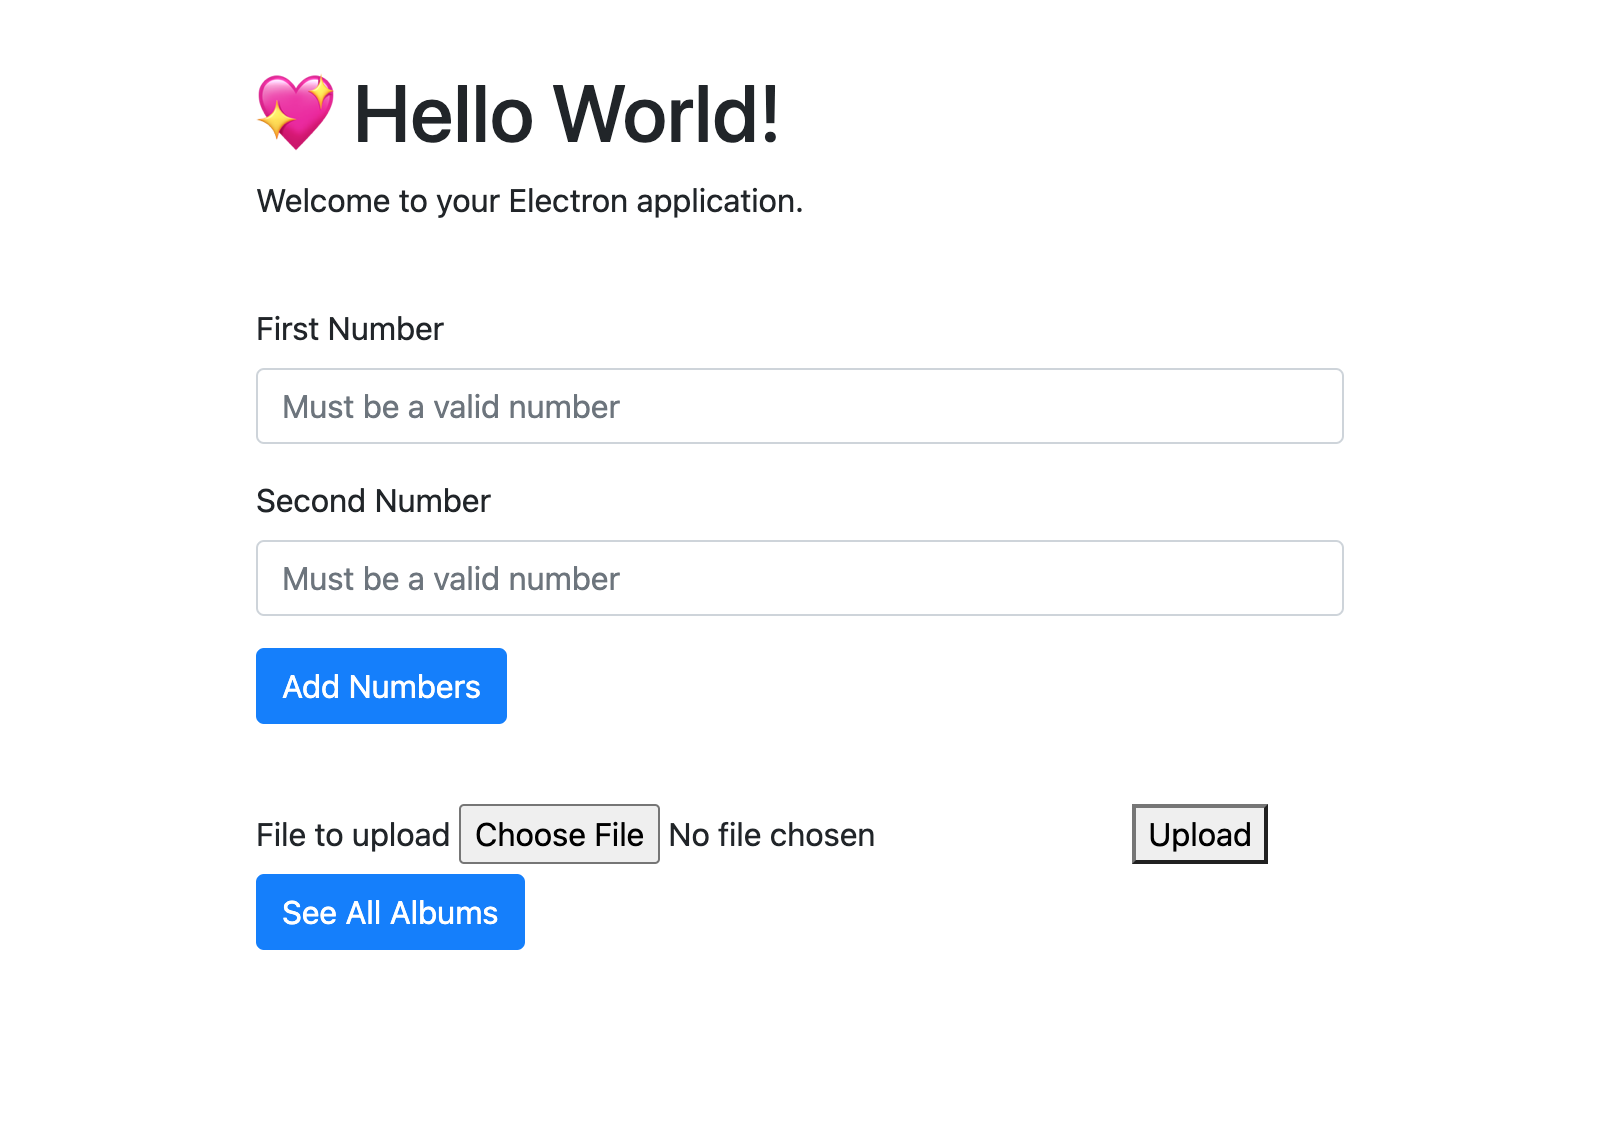 💖 Hello World!
Welcome to your Electron application.
First Number
Must be a valid number
Second Number
Must be a valid number
Add Numbers
File to upload Choose File No file chosen Upload
See All Albums